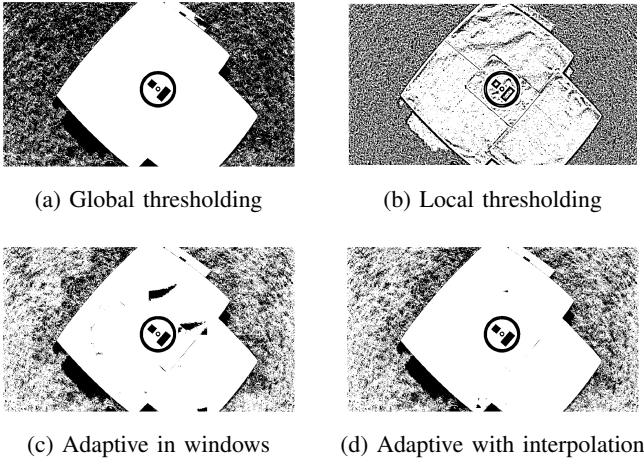 (a) Global thresholding
(b) Local thresholding
(c) Adaptive in windows
(d) Adaptive with interpolation